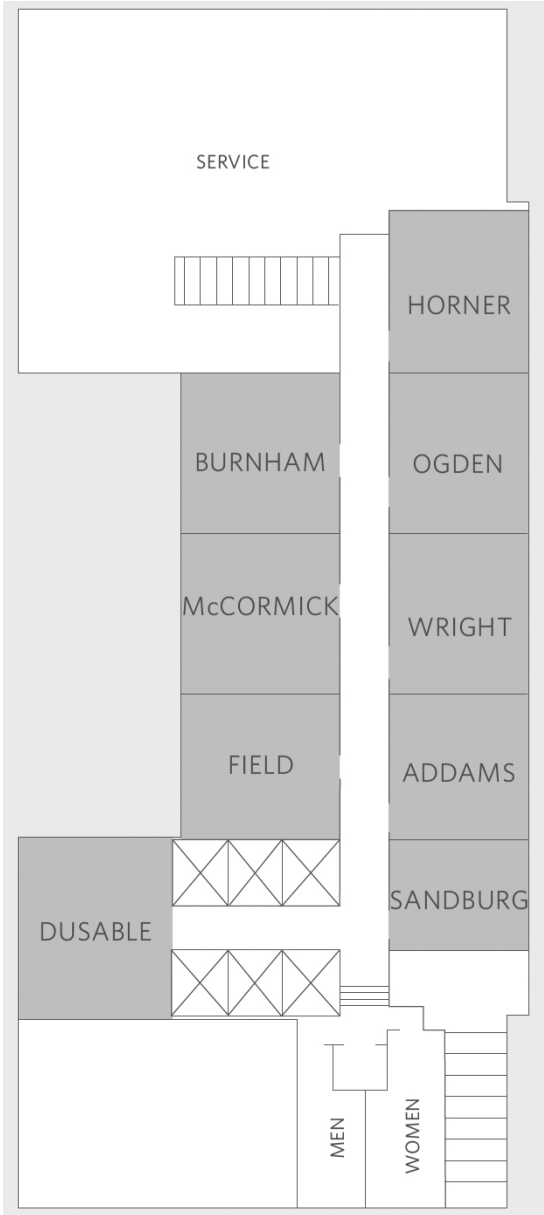 SERVICE
HORNER
BURNHAM
OGDEN
McCORMICK
WRIGHT
FIELD
ADDAMS
SANDBURG
DUSABLE
MEN
WOMEN